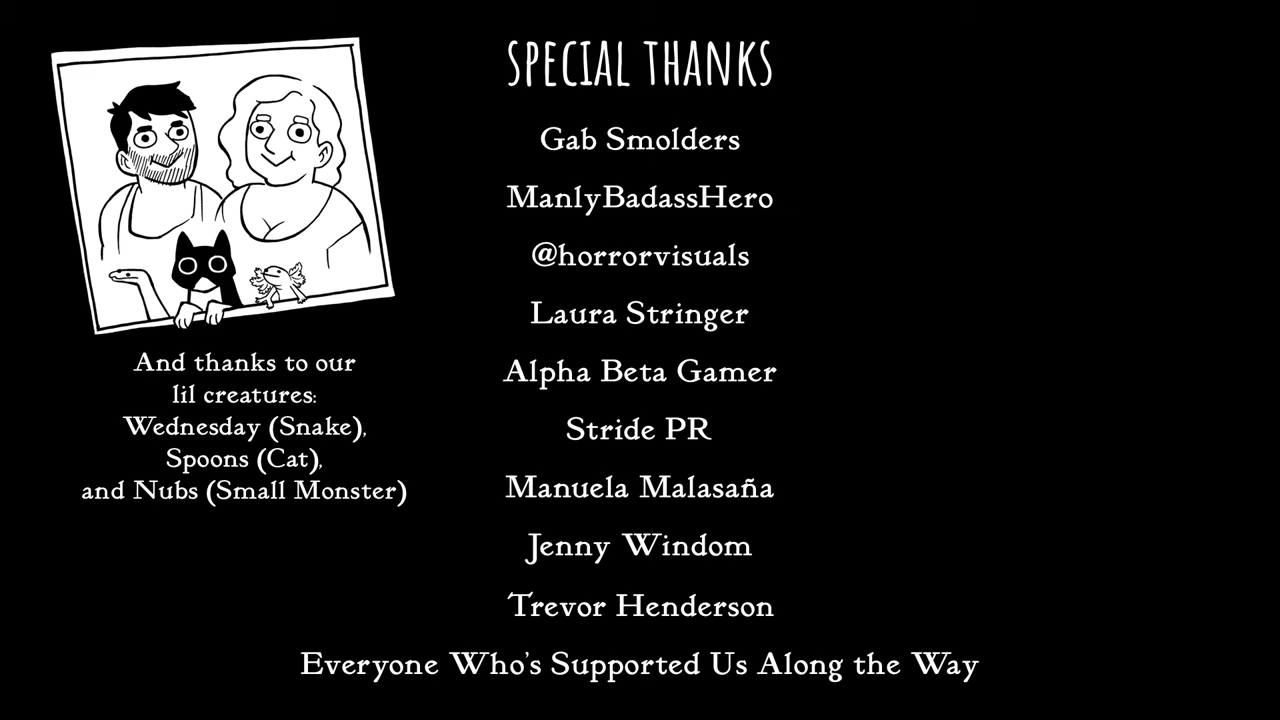 SPECIAL THANKS
Gab Smolders
ManlyBadassHero
@horrorvisuals
Laura Stringer
Alpha Beta Gamer
Stride PR
Manuela Malasaña
Jenny Windom
Trevor Henderson
Everyone Who's Supported Us Along the Way
And thanks to our
lil creatures:
Wednesday (Snake),
Spoons (Cat),
and Nubs (Small Monster)